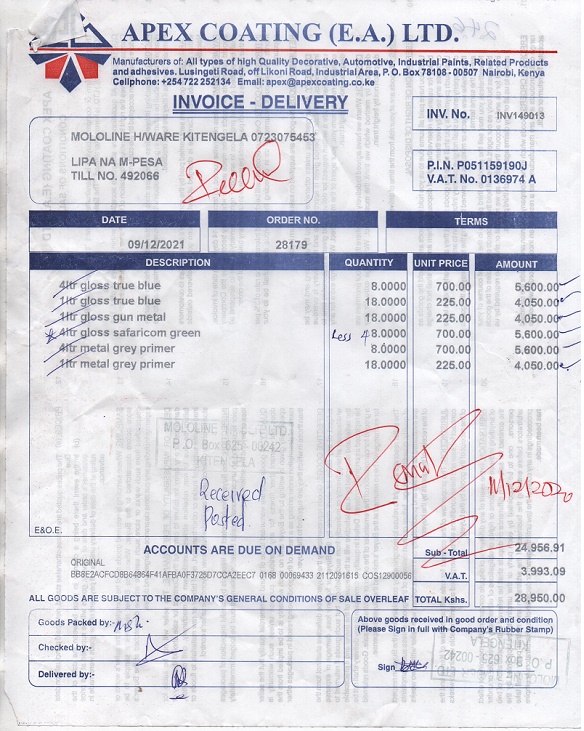 APEX COATING (E.A.) LTD.
Manufacturers of: All types of high Quality Decorative, Automotive, Industrial Paints, Related Products
and adhesives. Lusingeti Road, off Likoni Road, Industrial Area, P. O. Box 78108 - 00507 Nairobi, Kenya
Cellphone: +254 722 252134 Email: apex@apexcoating.co.ke
INVOICE - DELIVERY
INV. No. INV149013
MOLOLINE H/WARE KITENGELA 0723075453
LIPA NA M-PESA
TILL NO. 492066
P.I.N. P051159190J
V.A.T. No. 0136974 A
DATE ORDER NO. TERMS
09/12/2021 28179
DESCRIPTION QUANTITY UNIT PRICE AMOUNT
4ltr gloss true blue 8.0000 700.00 5,600.00
1ltr gloss true blue 18.0000 225.00 4,050.00
1ltr gloss gun metal 18.0000 225.00 4,050.00
4ltr gloss safaricom green Less 4 8.0000 700.00 5,600.00
4ltr metal grey primer 8.0000 700.00 5,600.00
1ltr metal grey primer 18.0000 225.00 4,050.00
MOLOLINE
P.O. Box 625 - 00242
KITENGELA
11/12/2020
Received
Posted
E&O.E.
ACCOUNTS ARE DUE ON DEMAND
Sub - Total 24,956.91
ORIGINAL
V.A.T. 3,993.09
ALL GOODS ARE SUBJECT TO THE COMPANY'S GENERAL CONDITIONS OF SALE OVERLEAF
TOTAL Kshs. 28,950.00
Goods Packed by:-
Checked by:-
Delivered by:-
Above goods received in good order and condition
(Please Sign in full with Company's Rubber Stamp)
Sign
KITENGELA
P.O. Box 625 - 00242